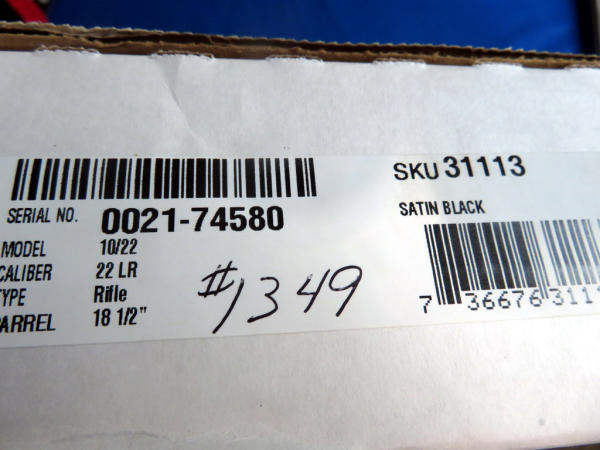 SKU 31113
SERIAL NO. 0021-74580
SATIN BLACK
MODEL 10/22
CALIBER 22 LR
TYPE Rifle
BARREL 18 1/2"
#1349
7 36676 311